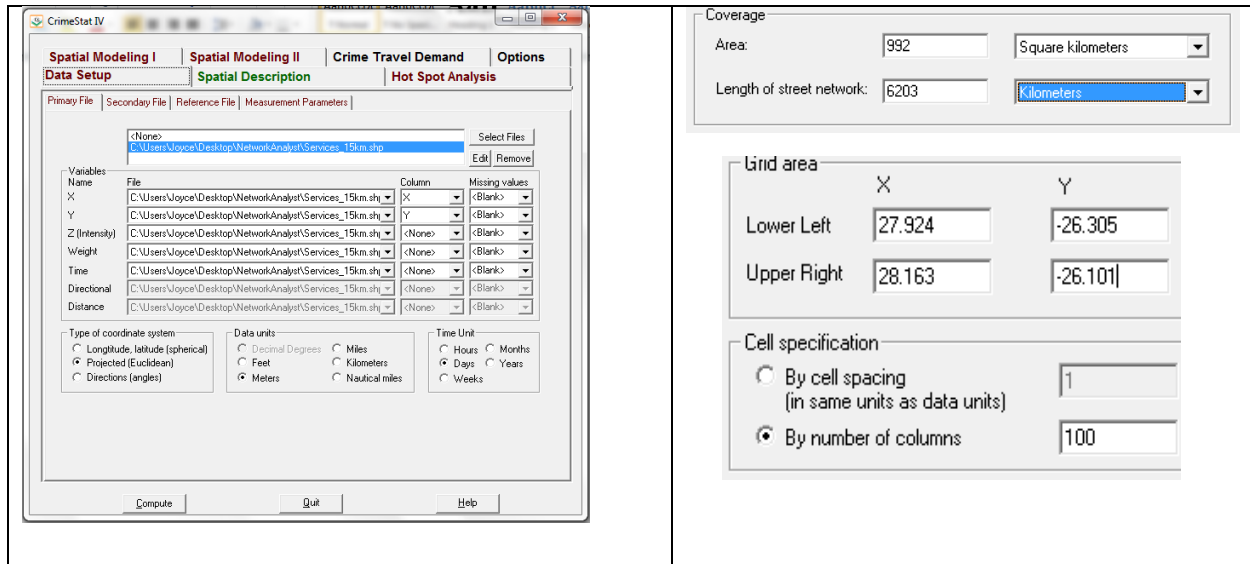 CrimeStat IV
Spatial Modeling I Spatial Modeling II Crime Travel Demand Options
Data Setup Spatial Description Hot Spot Analysis
Primary File Secondary File Reference File Measurement Parameters
<None>
C:\Users\Joyce\Desktop\NetworkAnalyst\Services_15km.shp
Select Files
Edit Remove
Variables
Name File Column Missing values
X C:\Users\Joyce\Desktop\NetworkAnalyst\Services_15km.shp X <Blank>
Y C:\Users\Joyce\Desktop\NetworkAnalyst\Services_15km.shp Y <Blank>
Z (Intensity) C:\Users\Joyce\Desktop\NetworkAnalyst\Services_15km.shp <None> <Blank>
Weight C:\Users\Joyce\Desktop\NetworkAnalyst\Services_15km.shp <None> <Blank>
Time C:\Users\Joyce\Desktop\NetworkAnalyst\Services_15km.shp <None> <Blank>
Directional C:\Users\Joyce\Desktop\NetworkAnalyst\Services_15km.shp <None> <Blank>
Distance C:\Users\Joyce\Desktop\NetworkAnalyst\Services_15km.shp <None> <Blank>
Type of coordinate system Data units Time Unit
Longtitude, latitude (spherical) Decimal Degrees Miles Hours Months
Projected (Euclidean) Feet Kilometers Days Years
Directions (angles) Meters Nautical miles Weeks
Compute Quit Help
Coverage
Area: 992 Square kilometers
Length of street network: 6203 Kilometers
Grid area
X Y
Lower Left 27.924 -26.305
Upper Right 28.163 -26.101
Cell specification
By cell spacing 1
(in same units as data units)
By number of columns 100